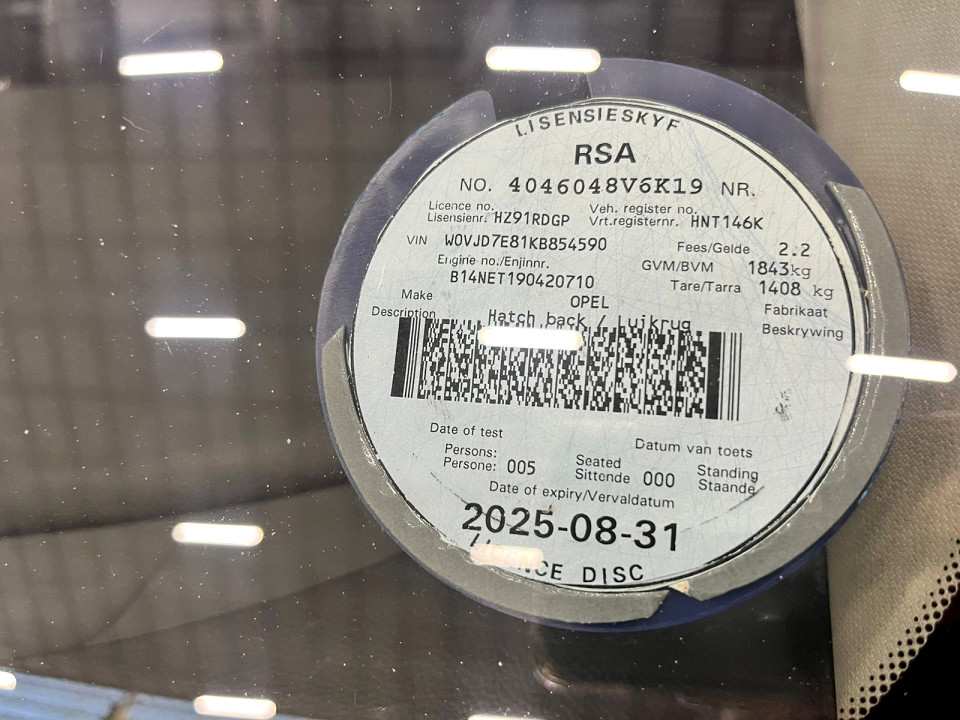 LISENSIESKYF
RSA
NO. 4046048V6K19 NR.
Licence no. Veh. register no.
Lisensienr. HZ91RDGP Vrt.registernr. HNT146K
VIN W0VJD7E81KB854590 Fees/Gelde 2.2
Engine no./Enjinnr. GVM/BVM 1843kg
B14NET190420710 Tare/Tarra 1408 kg
Make OPEL Fabrikaat
Description Hatch back / Luikrug Beskrywing
Date of test Datum van toets
Persons: Seated Standing
Persone: 005 Sittende 000 Staande
Date of expiry/Vervaldatum
2025-08-31
DISC